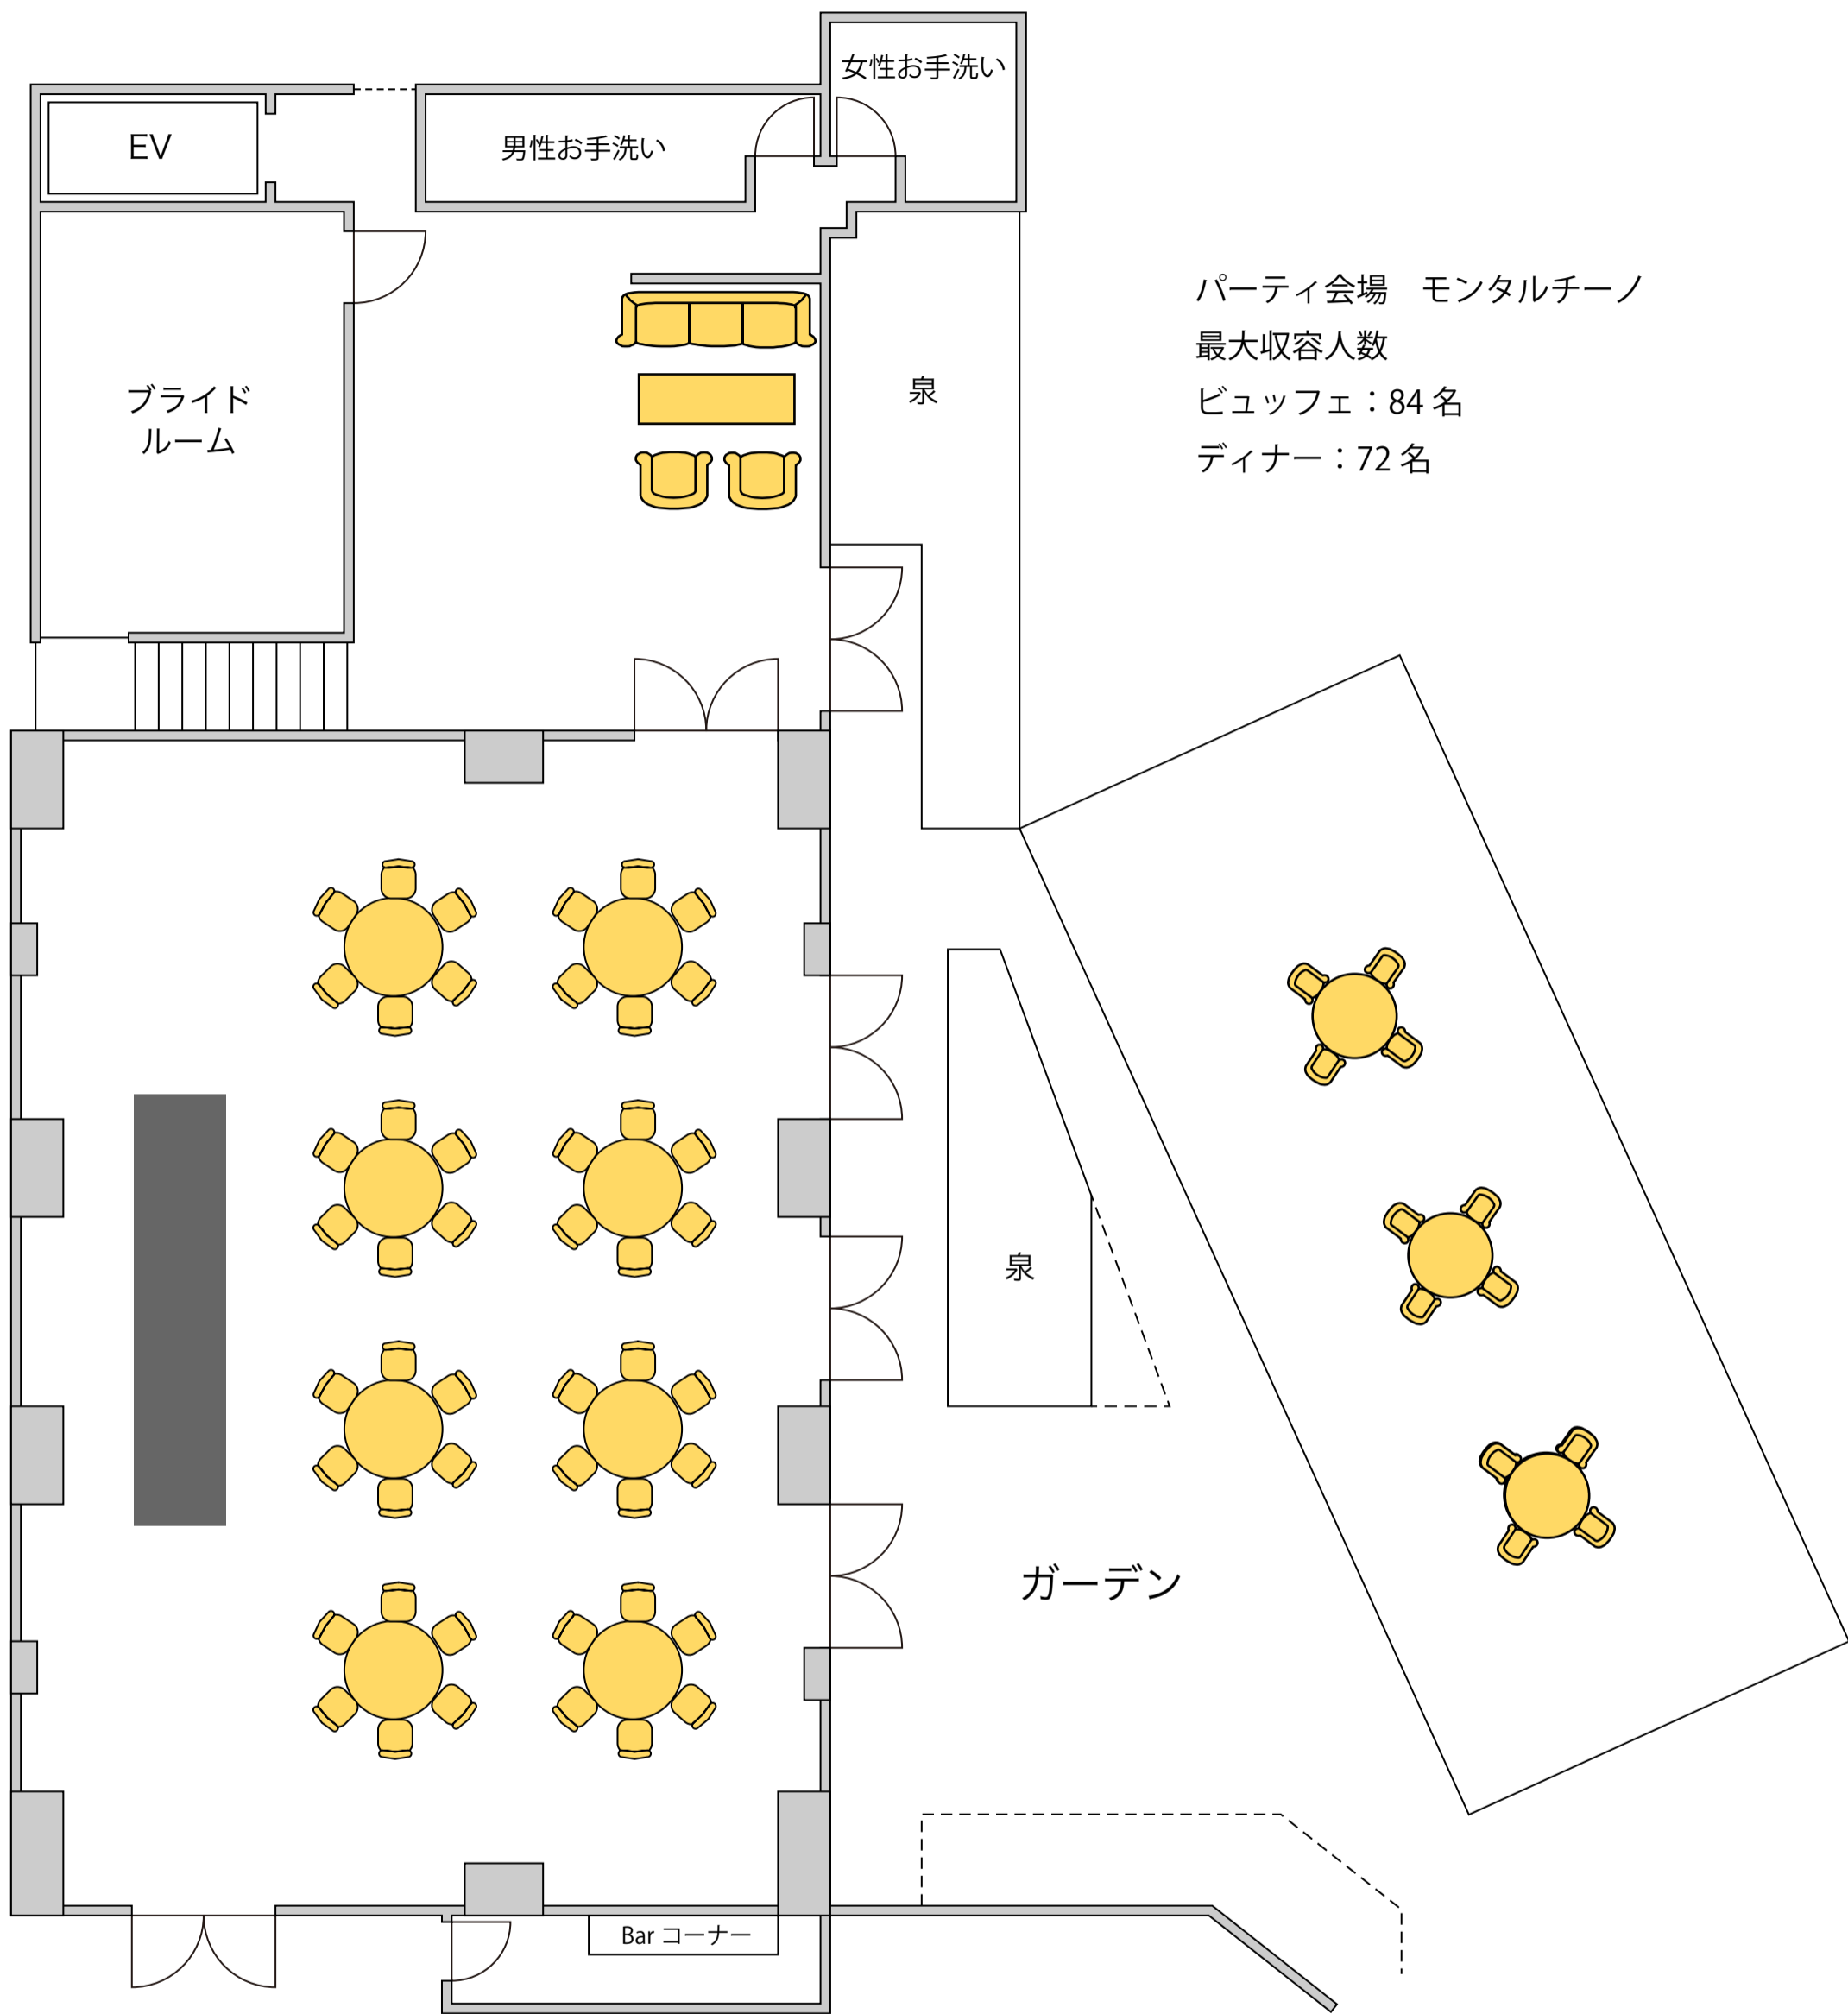 女性お手洗い
EV
男性お手洗い
パーティ会場　モンタルチーノ
最大収容人数
ビュッフェ：84 名
ディナー：72 名
泉
ブライド
ルーム
泉
ガーデン
Bar コーナー